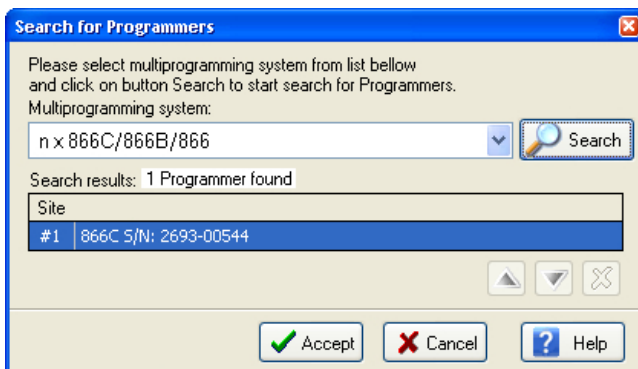 Search for Programmers
Please select multiprogramming system from list bellow
and click on button Search to start search for Programmers.
Multiprogramming system:
n x 866C/866B/866
Search
Search results: 1 Programmer found
Site
#1 866C S/N: 2693-00544
Accept
Cancel
? Help